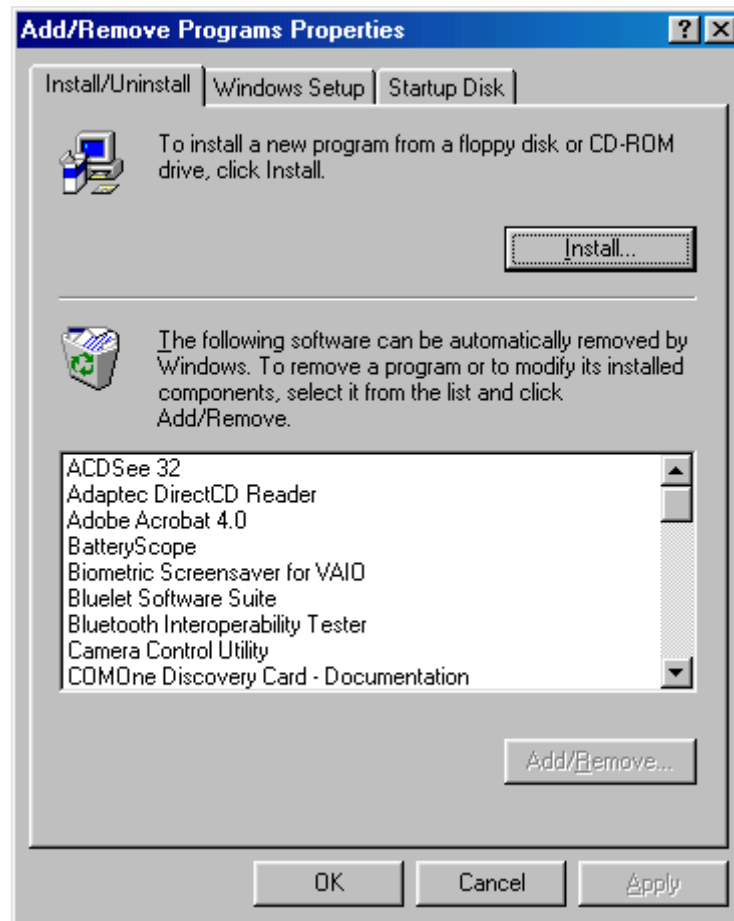 Add/Remove Programs Properties
Install/Uninstall
Windows Setup
Startup Disk
To install a new program from a floppy disk or CD-ROM
drive, click Install.
Install...
The following software can be automatically removed by
Windows. To remove a program or to modify its installed
components, select it from the list and click
Add/Remove.
ACDSee 32
Adaptec DirectCD Reader
Adobe Acrobat 4.0
BatteryScope
Biometric Screensaver for VAIO
Bluelet Software Suite
Bluetooth Interoperability Tester
Camera Control Utility
COMOne Discovery Card - Documentation
Add/Remove...
OK
Cancel
Apply